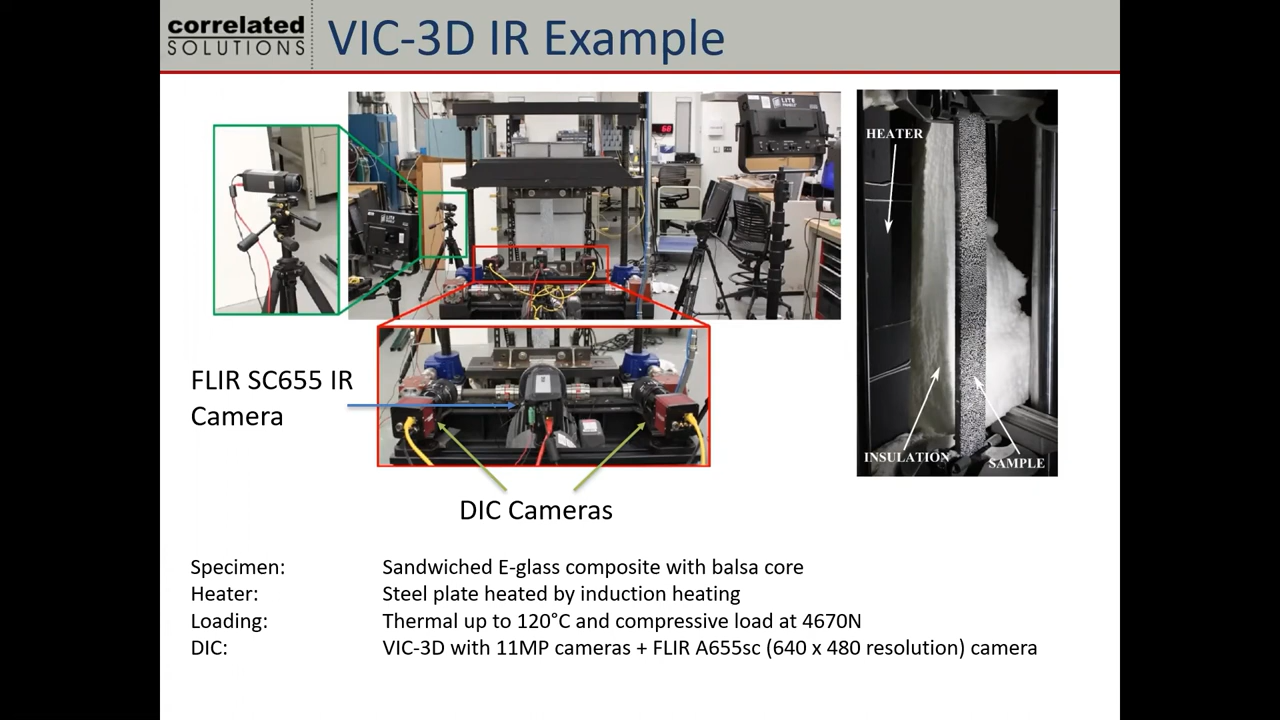 correlated
SOLUTIONS
VIC-3D IR Example
LITE
HEATER
INSULATION
SAMPLE
FLIR SC655 IR
Camera
DIC Cameras
Specimen: Sandwiched E-glass composite with balsa core
Heater: Steel plate heated by induction heating
Loading: Thermal up to 120°C and compressive load at 4670N
DIC: VIC-3D with 11MP cameras + FLIR A655sc (640 x 480 resolution) camera